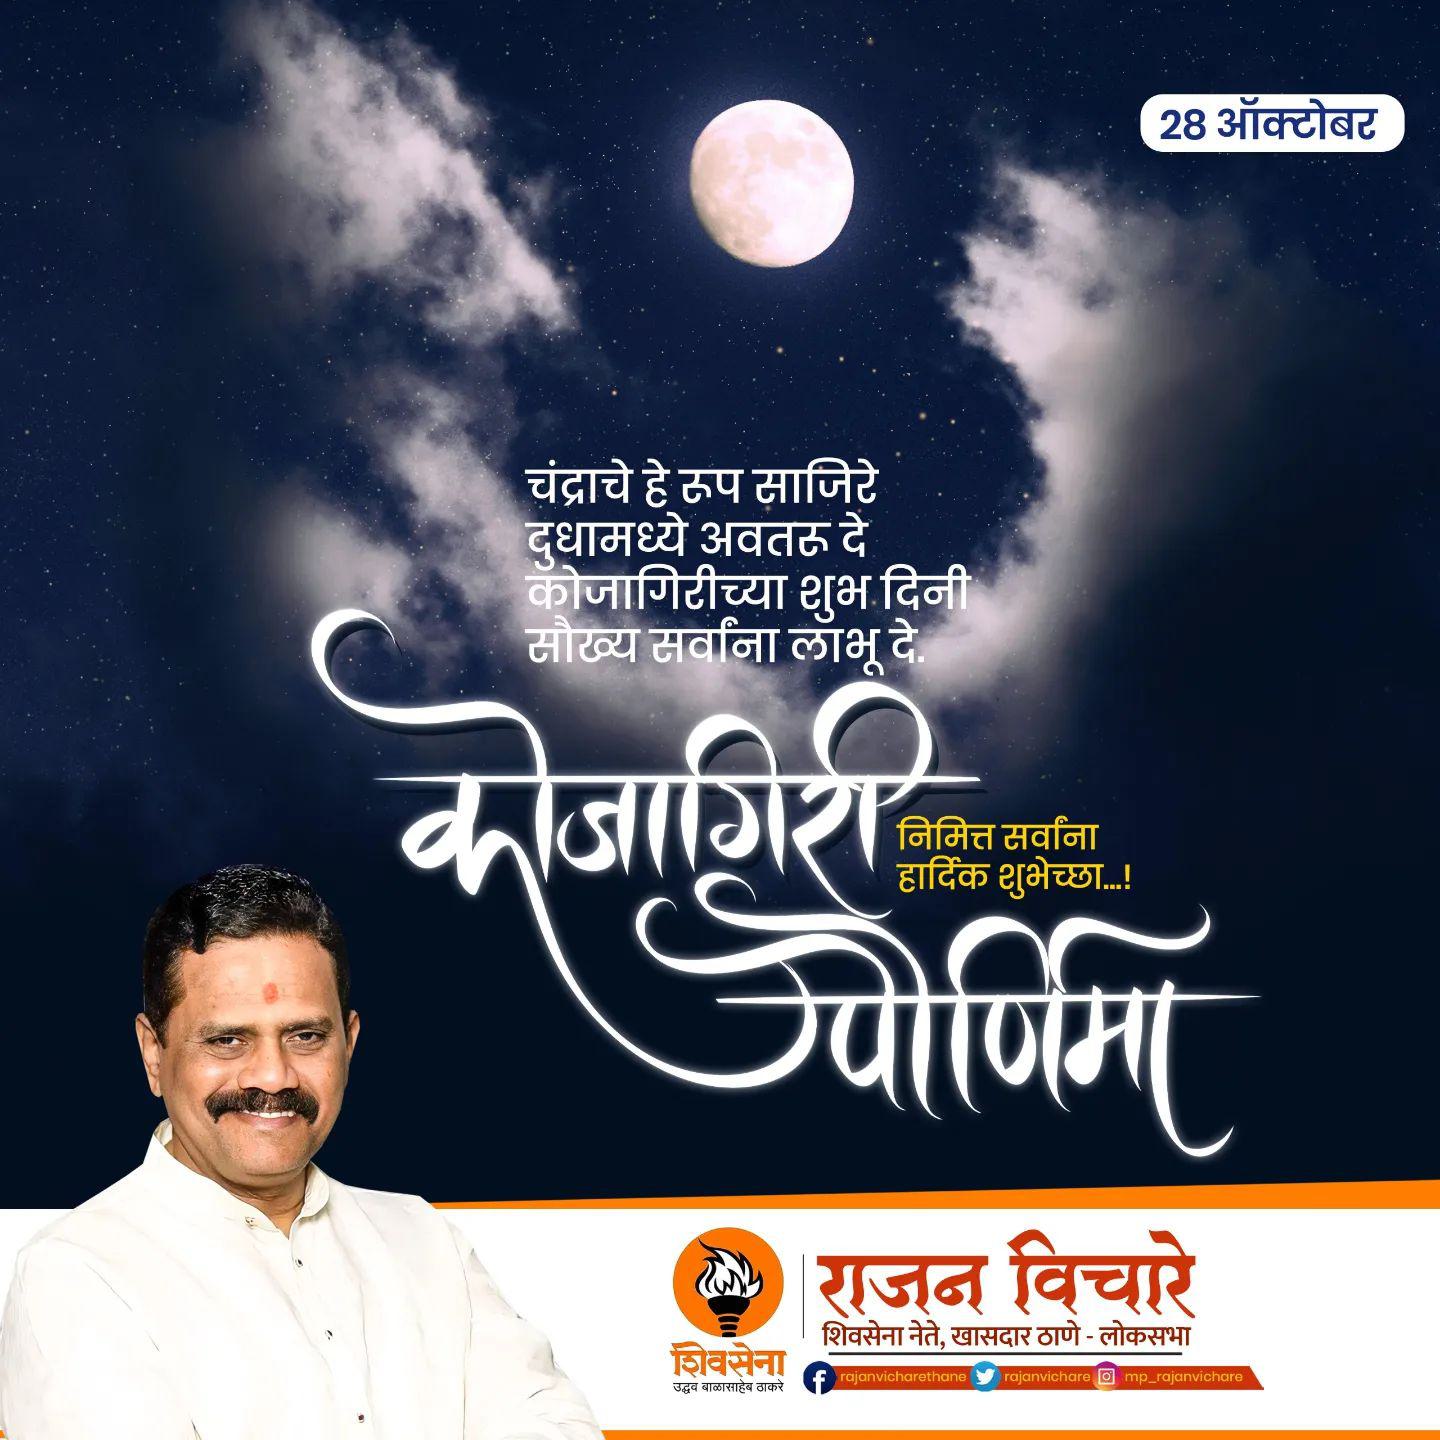 28 ऑक्टोबर
चंद्राचे हे रूप साजिरे
दुधामध्ये अवतरू दे
कोजागिरीच्या शुभ दिनी
सौख्य सर्वांना लाभू दे.
कोजागिरी
निमित्त सर्वांना
हार्दिक शुभेच्छा...!
पौर्णिमा
राजन विचारे
शिवसेना नेते, खासदार ठाणे - लोकसभा
शिवसेना
उद्धव बाळासाहेब ठाकरे
rajanvicharethane rajanvichare mp_rajanvichare